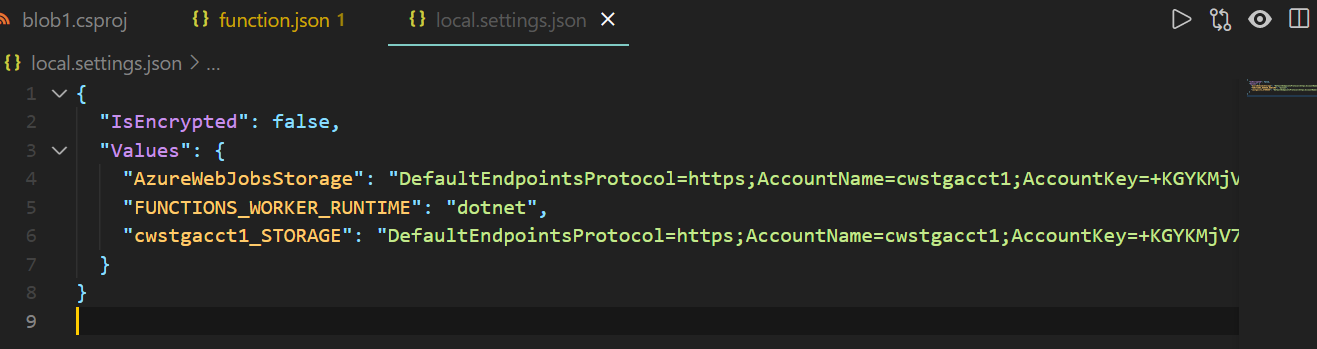 blob1.csproj {} function.json 1 {} local.settings.json ×
{} local.settings.json > ...
1 {
2 "IsEncrypted": false,
3 "Values": {
4 "AzureWebJobsStorage": "DefaultEndpointsProtocol=https;AccountName=cwstgacct1;AccountKey=+KGYKMjV
5 "FUNCTIONS_WORKER_RUNTIME": "dotnet",
6 "cwstgacct1_STORAGE": "DefaultEndpointsProtocol=https;AccountName=cwstgacct1;AccountKey=+KGYKMjV7
7 }
8 }
9